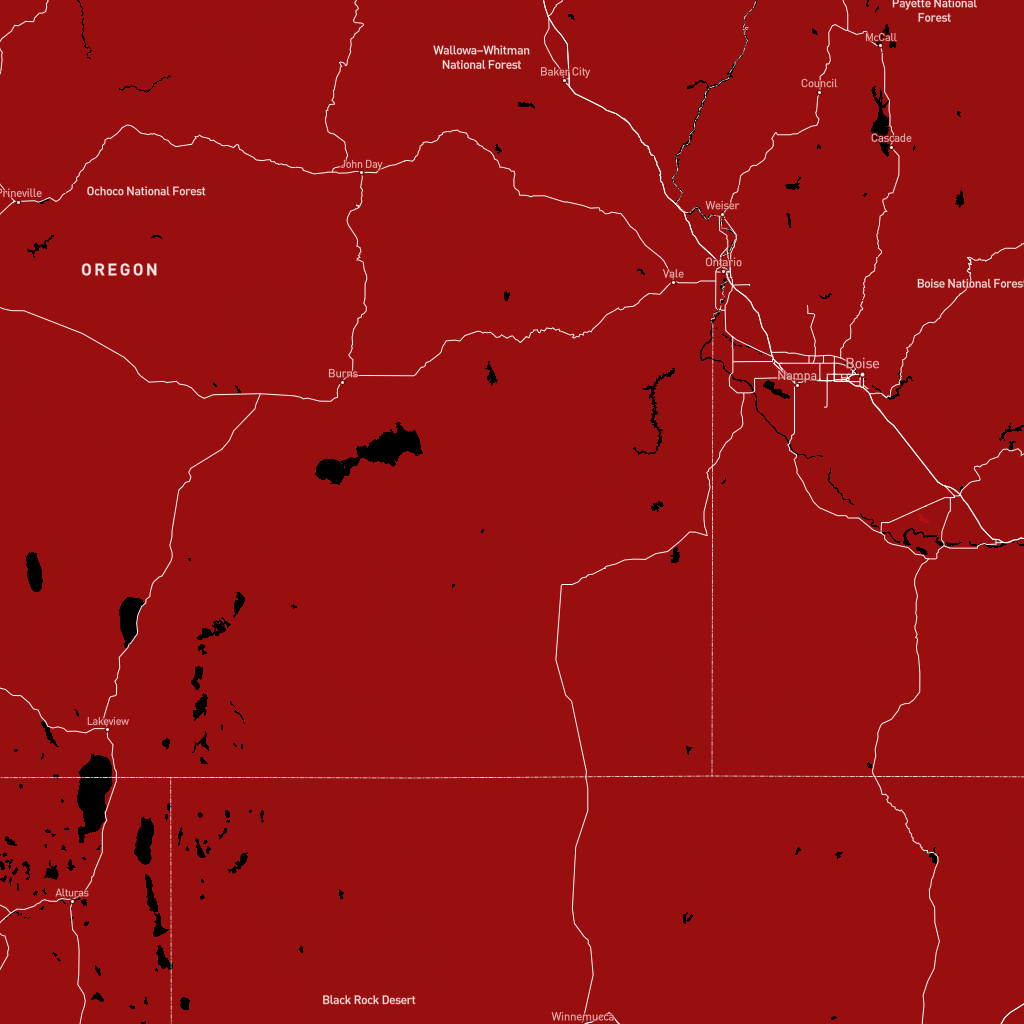 Payette National
Forest
McCall
Wallowa–Whitman
National Forest
Baker City
Council
Cascade
John Day
Prineville
Ochoco National Forest
Weiser
OREGON
Ontario
Vale
Boise National Forest
Burns
Boise
Nampa
Lakeview
Alturas
Black Rock Desert
Winnemucca